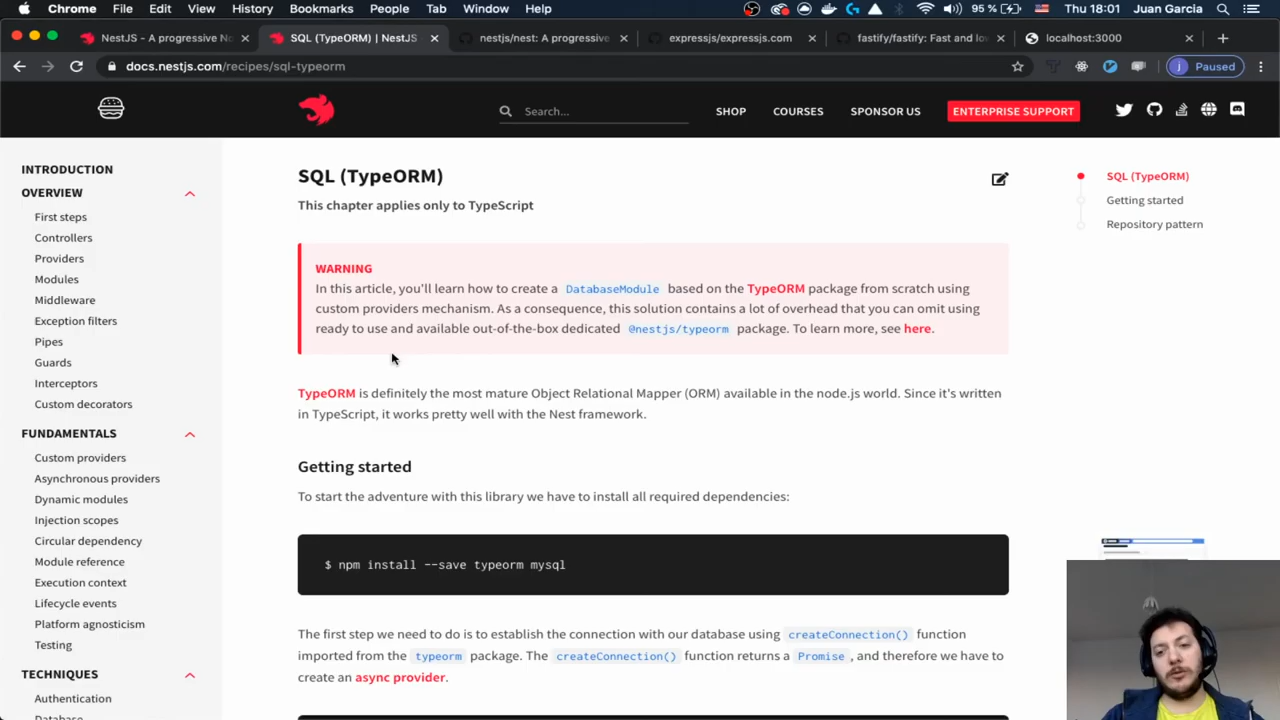 Chrome File Edit View History Bookmarks People Tab Window Help 95 % Thu 18:01 Juan Garcia
NestJS - A progressive No
SQL (TypeORM) | NestJS
nestjs/nest: A progressive
expressjs/expressjs.com
fastify/fastify: Fast and lo
localhost:3000
docs.nestjs.com/recipes/sql-typeorm
j Paused
Search...
SHOP COURSES SPONSOR US ENTERPRISE SUPPORT
INTRODUCTION
OVERVIEW
First steps
Controllers
Providers
Modules
Middleware
Exception filters
Pipes
Guards
Interceptors
Custom decorators
FUNDAMENTALS
Custom providers
Asynchronous providers
Dynamic modules
Injection scopes
Circular dependency
Module reference
Execution context
Lifecycle events
Platform agnosticism
Testing
TECHNIQUES
Authentication
Database
SQL (TypeORM)
This chapter applies only to TypeScript
WARNING
In this article, you'll learn how to create a DatabaseModule based on the TypeORM package from scratch using
custom providers mechanism. As a consequence, this solution contains a lot of overhead that you can omit using
ready to use and available out-of-the-box dedicated @nestjs/typeorm package. To learn more, see here.
TypeORM is definitely the most mature Object Relational Mapper (ORM) available in the node.js world. Since it's written
in TypeScript, it works pretty well with the Nest framework.
Getting started
To start the adventure with this library we have to install all required dependencies:
$ npm install --save typeorm mysql
The first step we need to do is to establish the connection with our database using createConnection() function
imported from the typeorm package. The createConnection() function returns a Promise, and therefore we have to
create an async provider.
SQL (TypeORM)
Getting started
Repository pattern